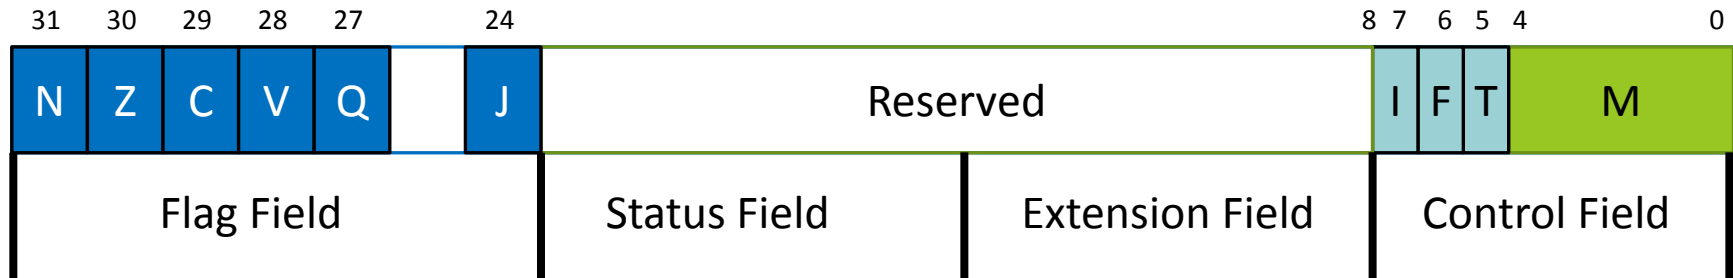 31 30 29 28 27 24 8 7 6 5 4 0
N Z C V Q J Reserved I F T M
Flag Field Status Field Extension Field Control Field